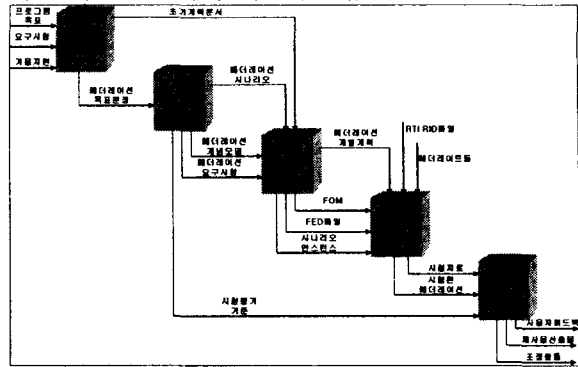 프로그램
목표
요구사항
가용자원
초기계획문서
페더레이션
목표문장
페더레이션
시나리오
페더레이션
개념모델
페더레이션
요구사항
페더레이션
개발계획
RTI RID파일
페더레이트들
FOM
FED파일
시나리오
인스턴스
시험자료
시험된
페더레이션
시험평가
기준
사용자피드백
재사용산출물
조정활동